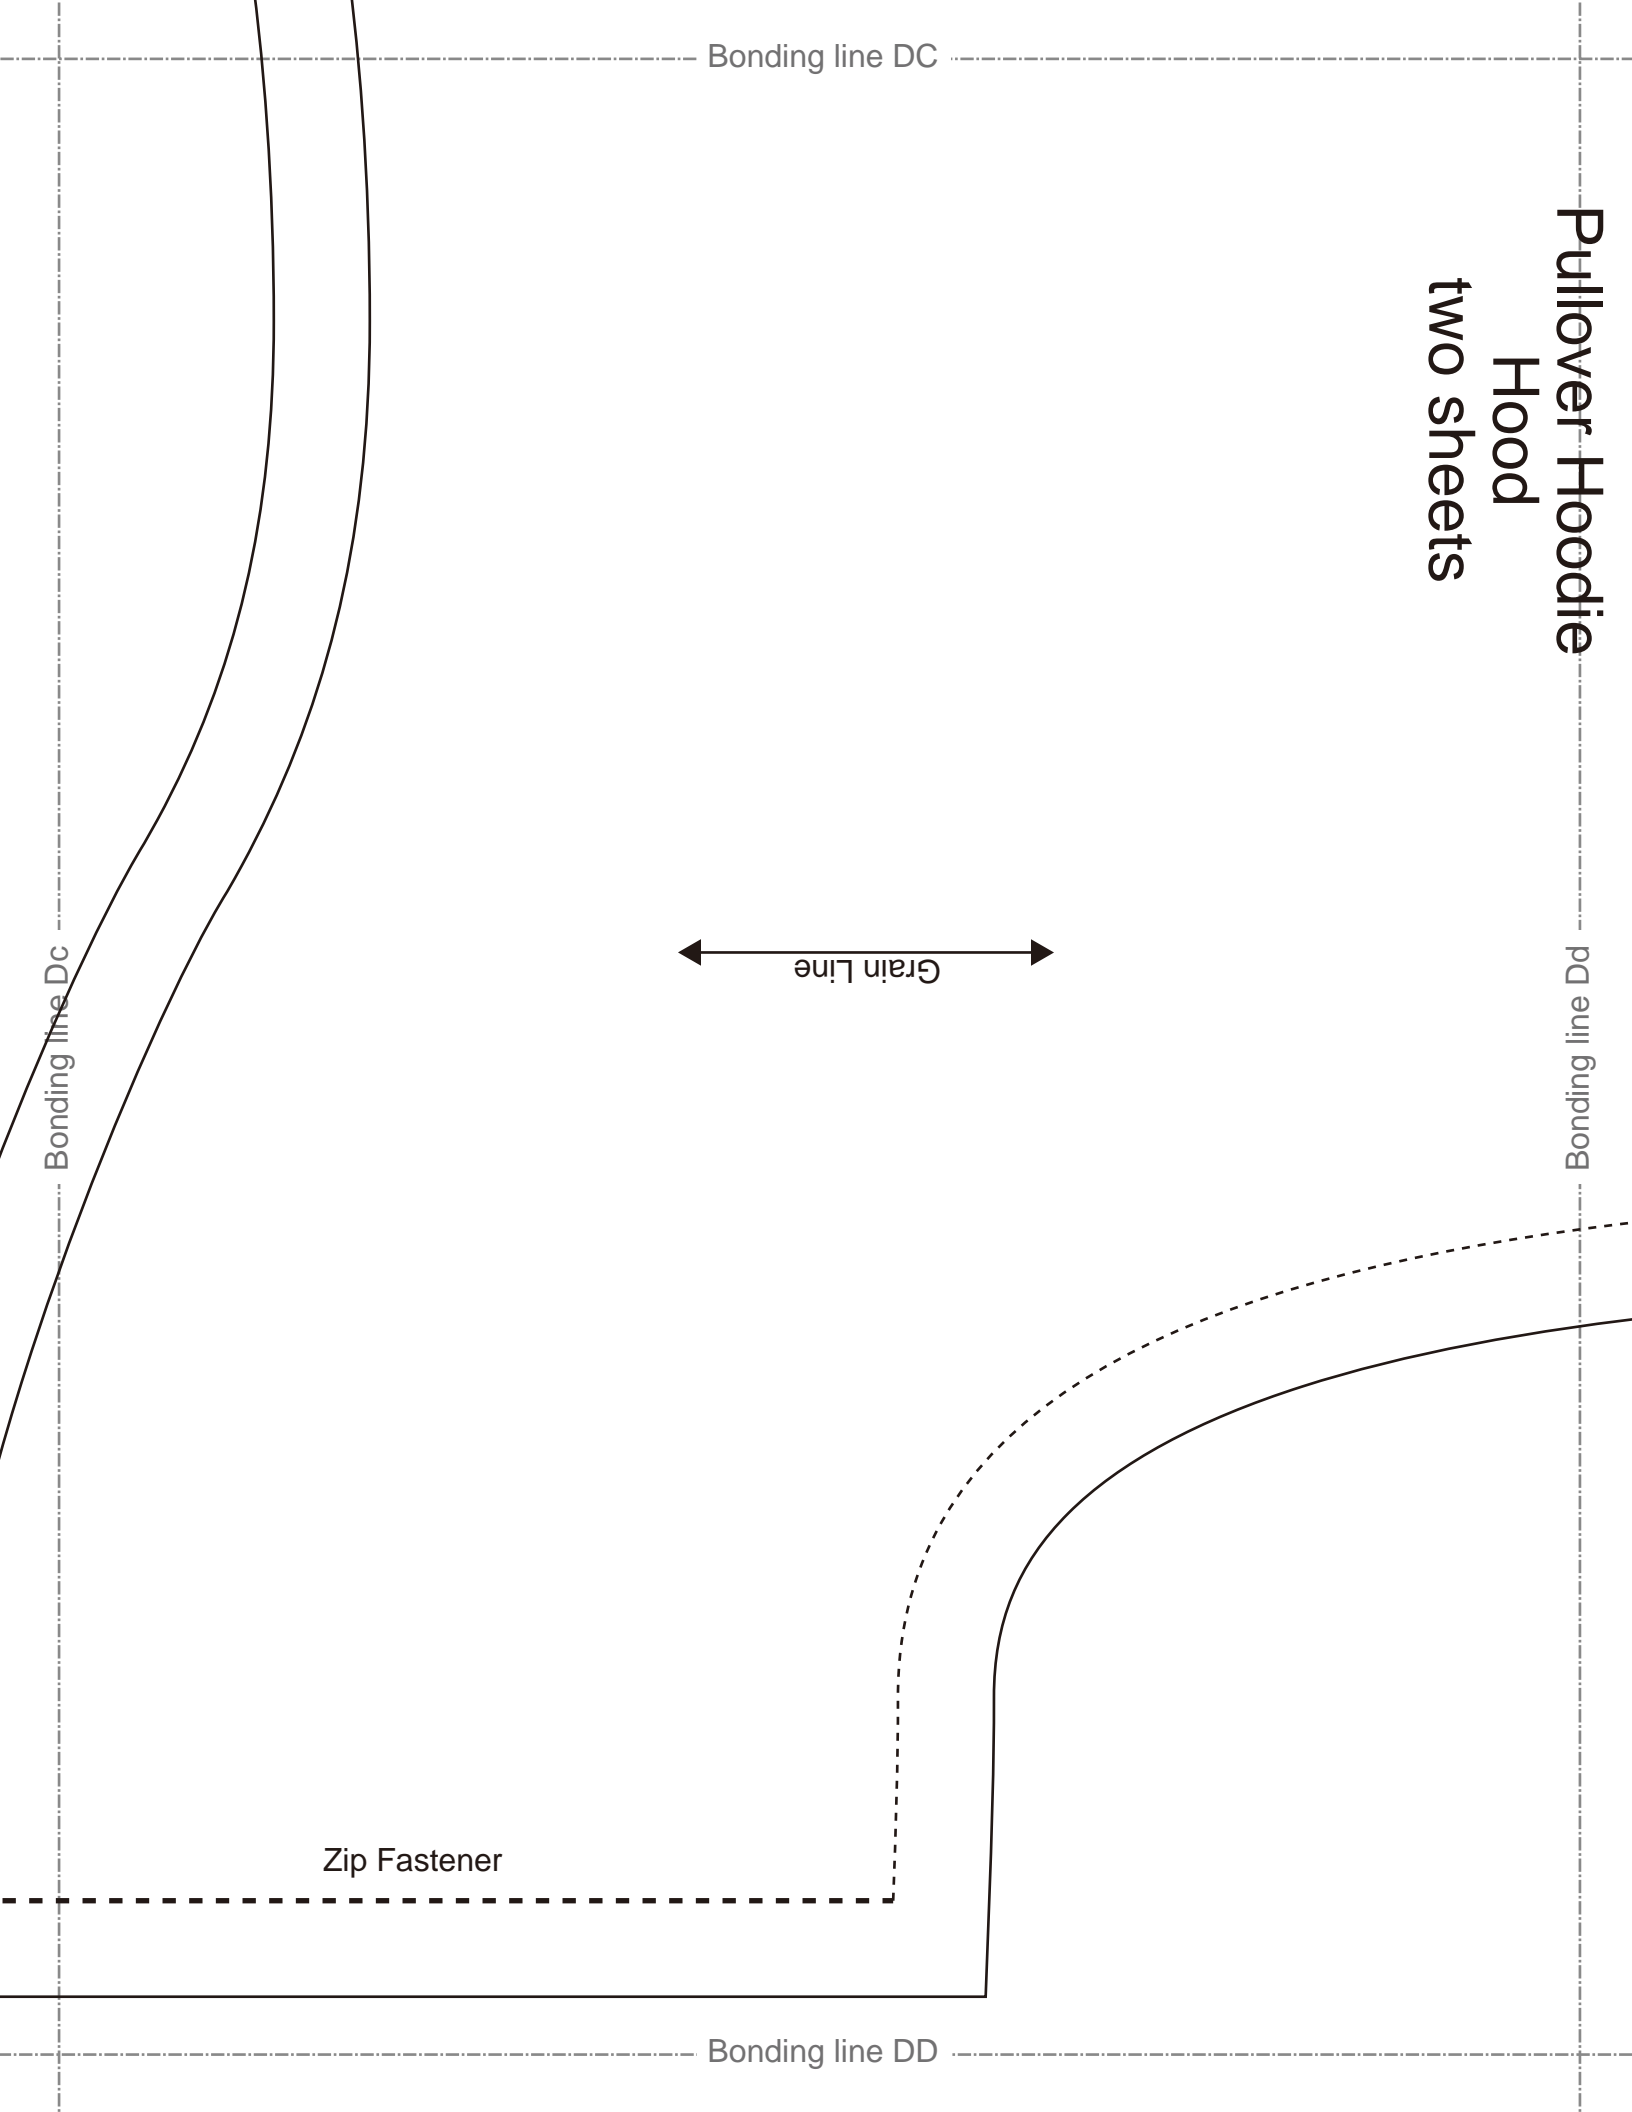 Bonding line DC
Pullover Hoodie
Hood
two sheets
Bonding line Dc
Grain Line
Bonding line Dd
Zip Fastener
Bonding line DD